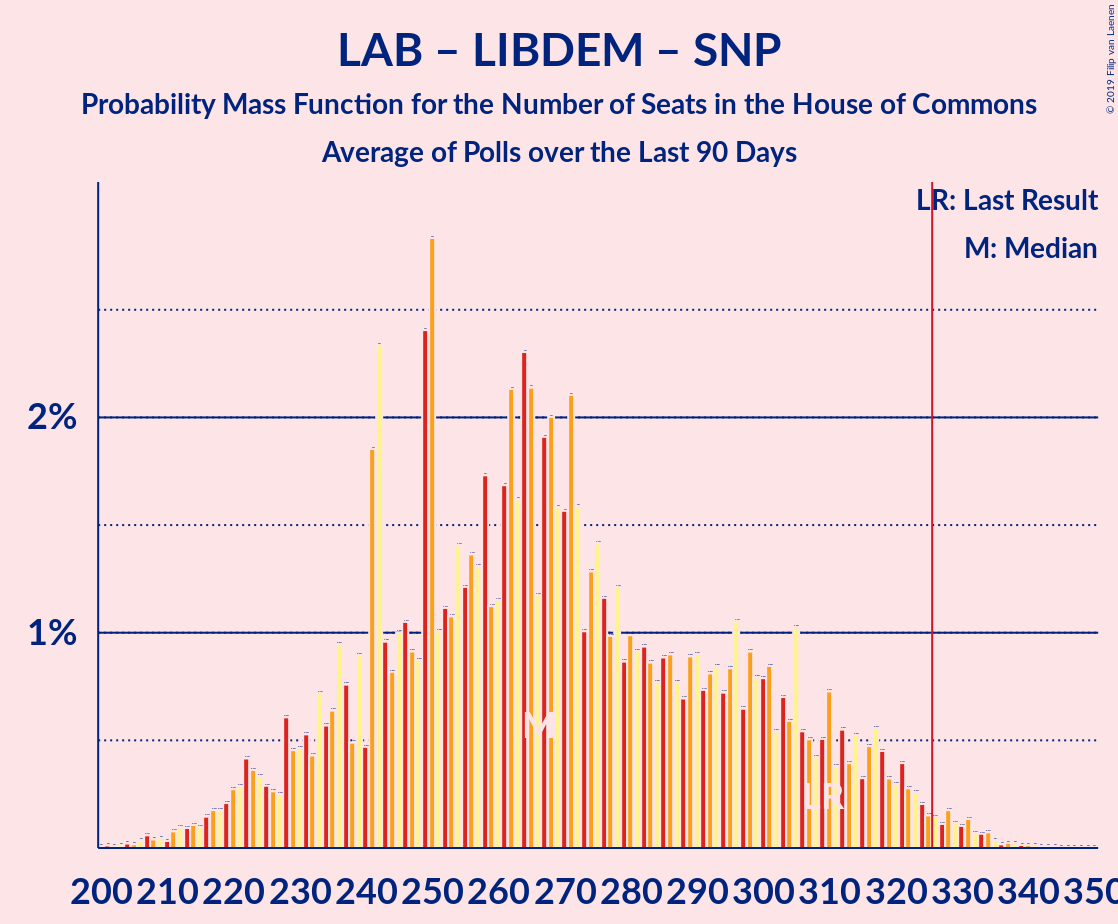 LAB – LIBDEM – SNP
Probability Mass Function for the Number of Seats in the House of Commons
Average of Polls over the Last 90 Days
© 2019 Filip van Laenen
LR: Last Result
M: Median
2%
1%
M
LR
200 210 220 230 240 250 260 270 280 290 300 310 320 330 340 350